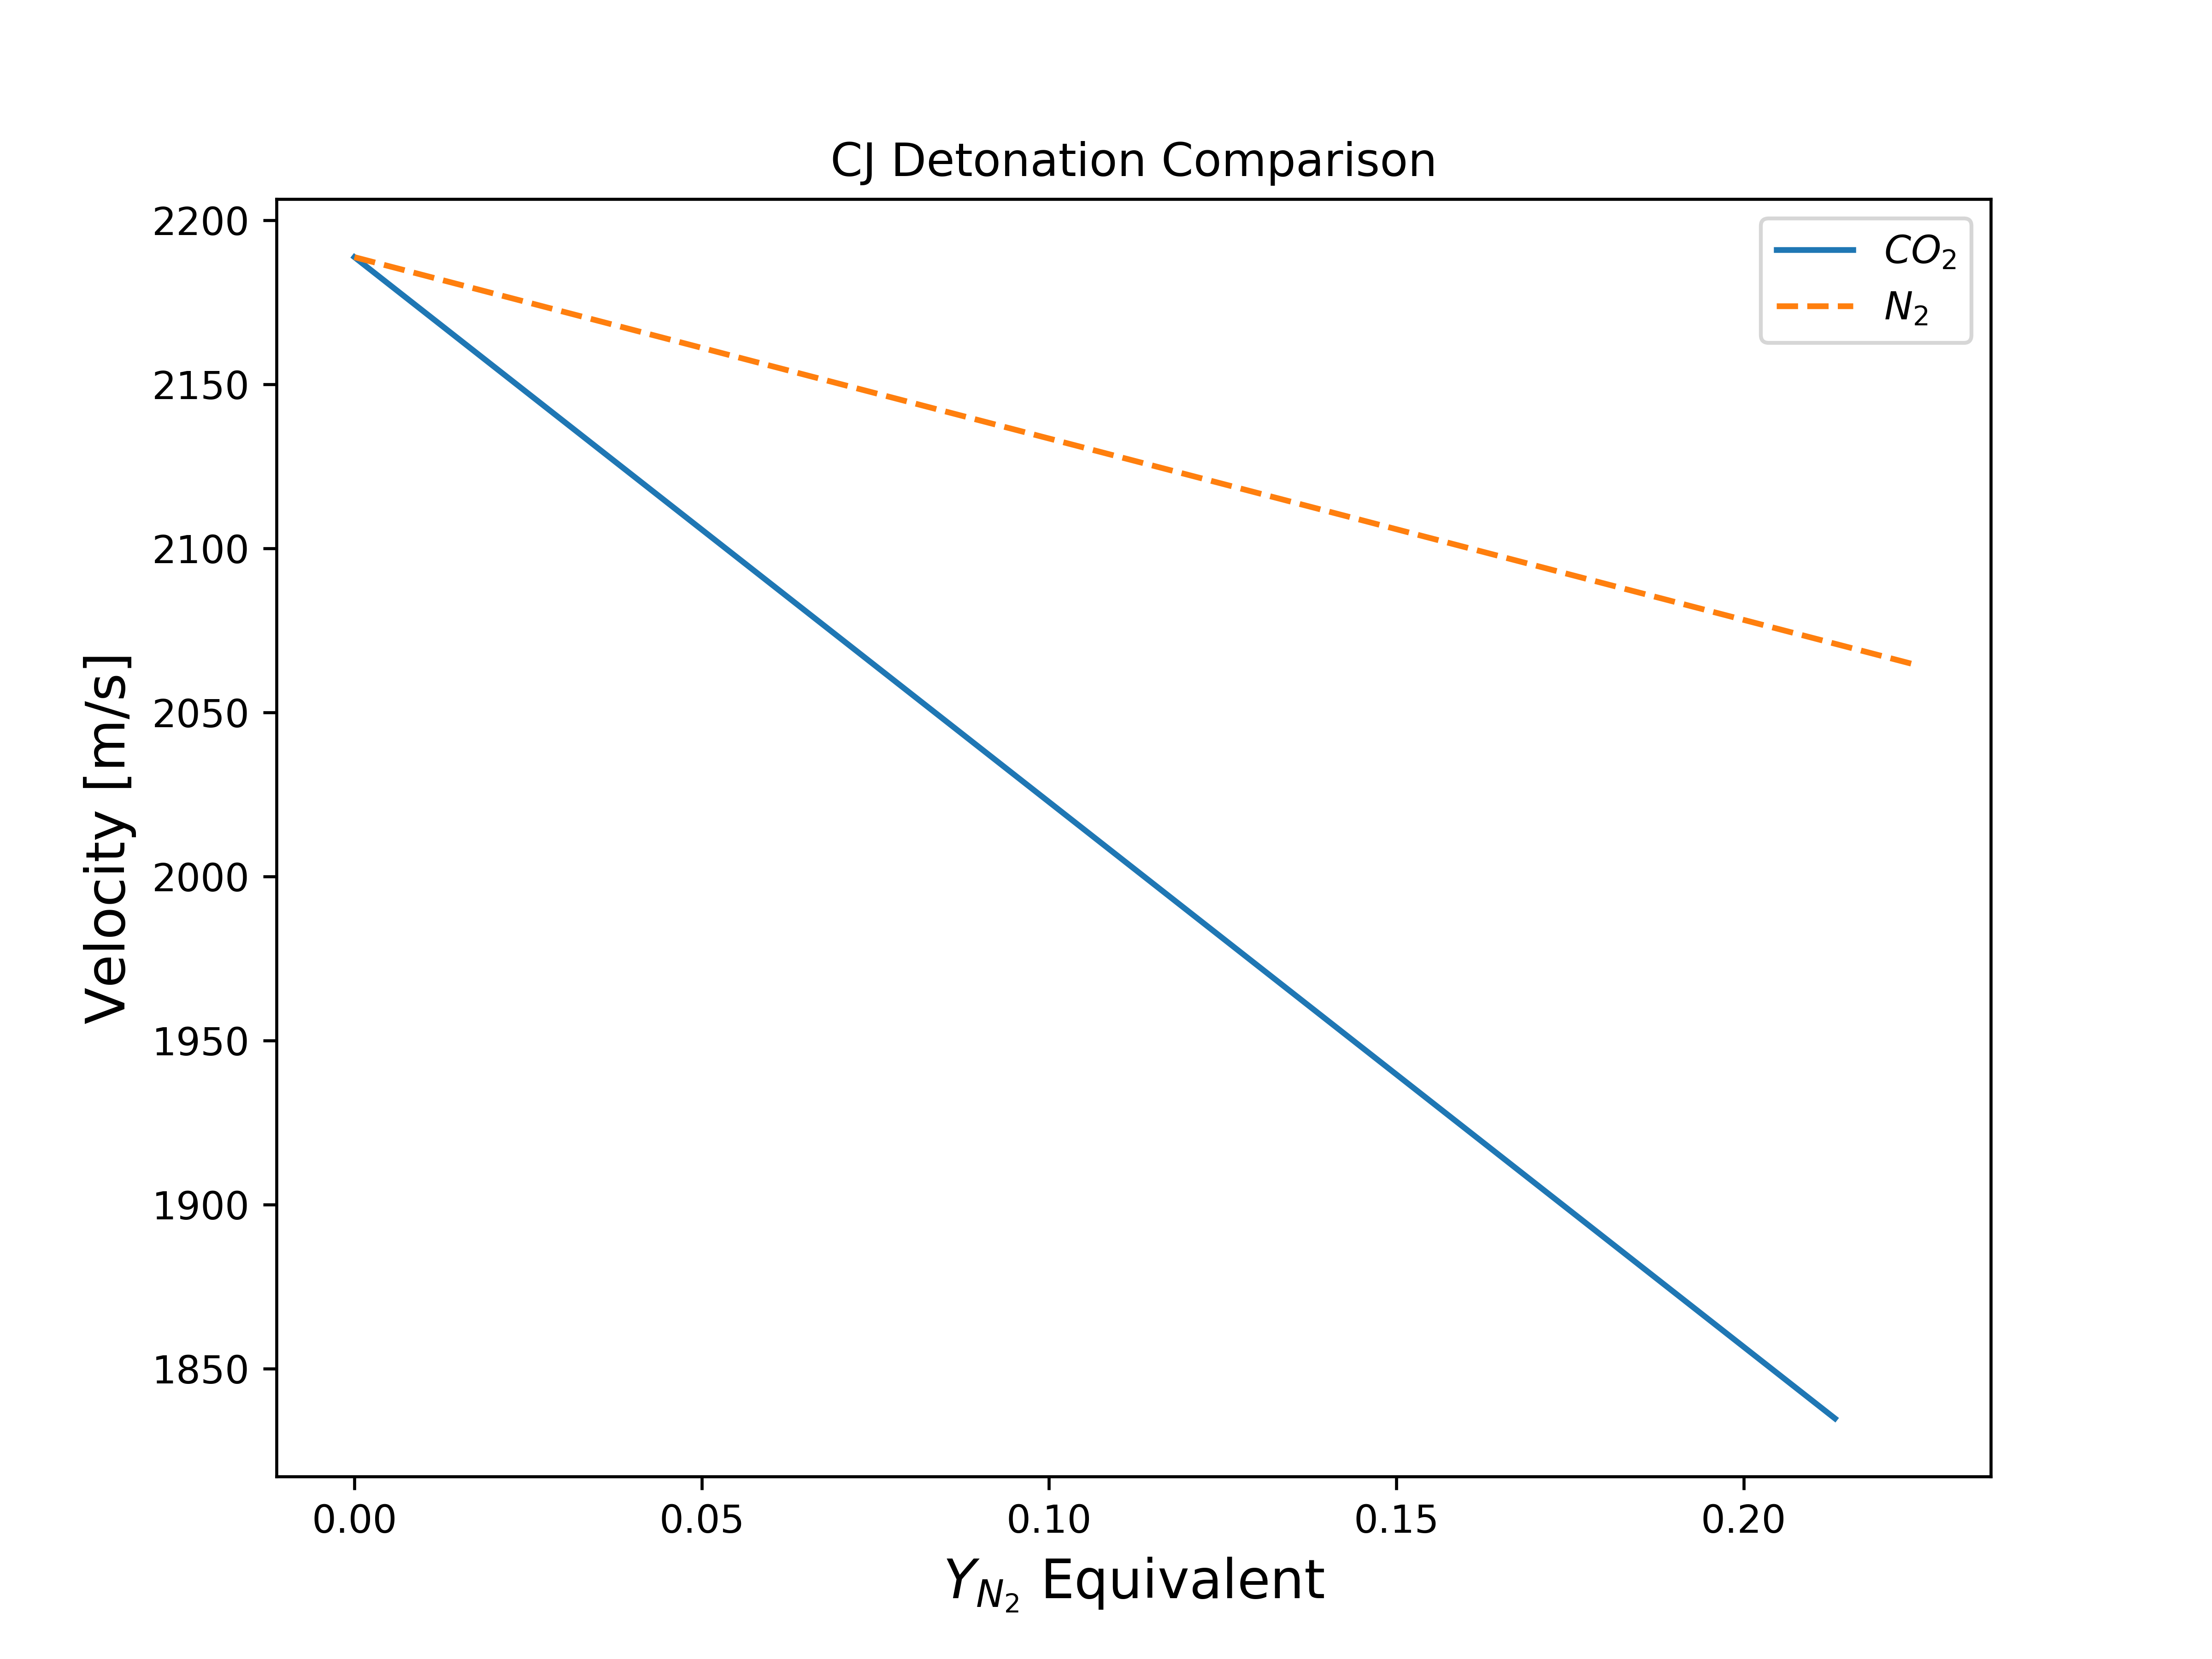 CJ Detonation Comparison
2200
2150
2100
2050
2000
1950
1900
1850
Velocity [m/s]
CO₂
N₂
0.00 0.05 0.10 0.15 0.20
Y_N₂ Equivalent